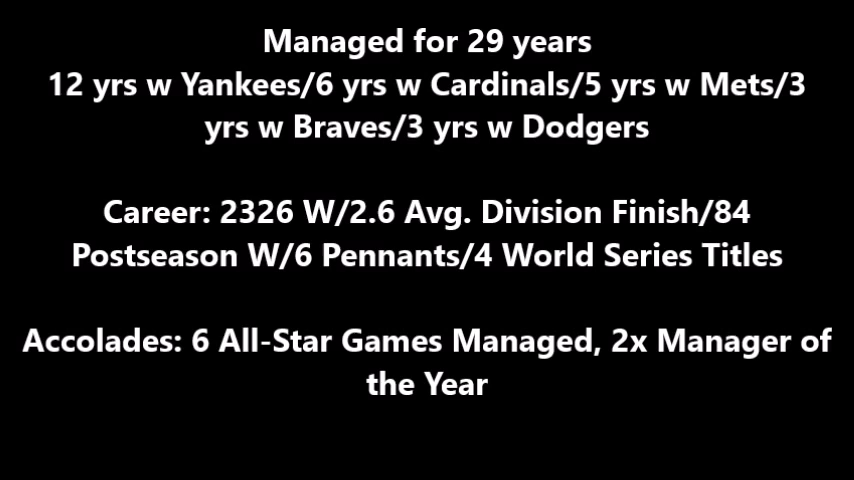 Managed for 29 years
12 yrs w Yankees/6 yrs w Cardinals/5 yrs w Mets/3
yrs w Braves/3 yrs w Dodgers
Career: 2326 W/2.6 Avg. Division Finish/84
Postseason W/6 Pennants/4 World Series Titles
Accolades: 6 All-Star Games Managed, 2x Manager of
the Year